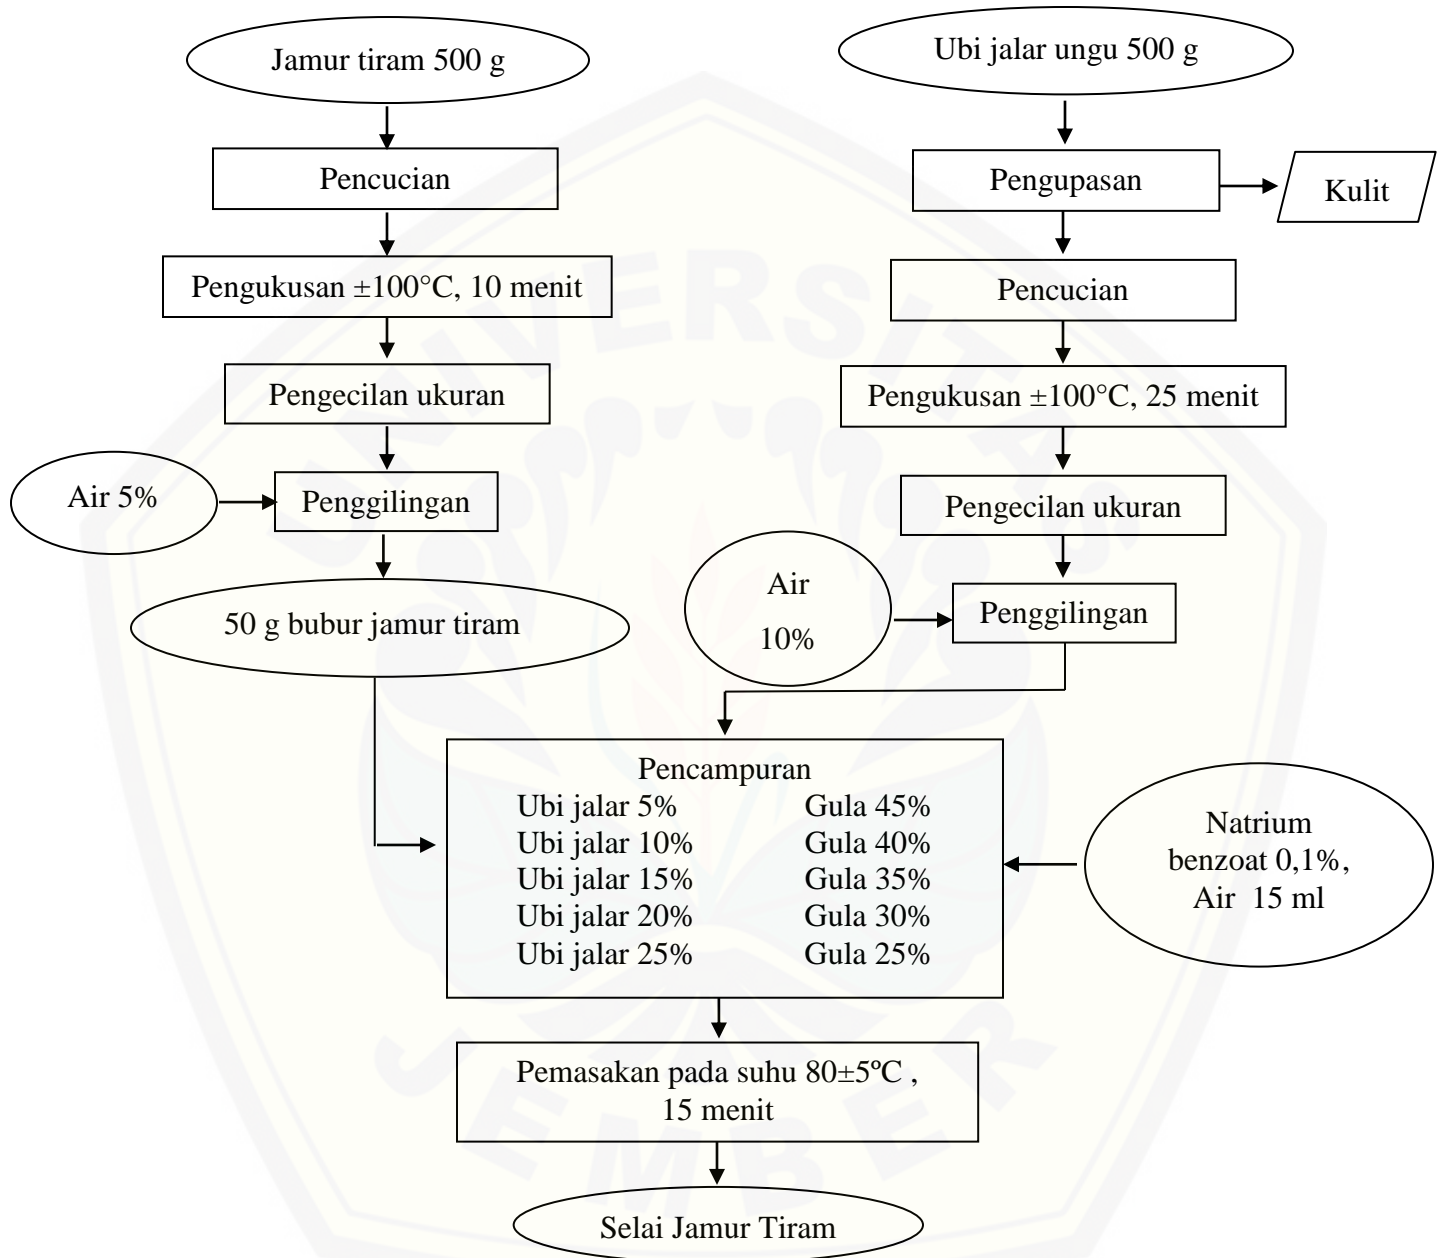 Jamur tiram 500 g
Ubi jalar ungu 500 g
Pencucian
Pengupasan
Kulit
Pengukusan ±100°C, 10 menit
Pencucian
Pengecilan ukuran
Pengukusan ±100°C, 25 menit
Air 5%
Penggilingan
Pengecilan ukuran
50 g bubur jamur tiram
Air
10%
Penggilingan
Pencampuran
Ubi jalar 5% Gula 45%
Ubi jalar 10% Gula 40%
Ubi jalar 15% Gula 35%
Ubi jalar 20% Gula 30%
Ubi jalar 25% Gula 25%
Natrium
benzoat 0,1%,
Air 15 ml
Pemasakan pada suhu 80±5ºC ,
15 menit
Selai Jamur Tiram
UNIVERSITAS
JEMBER